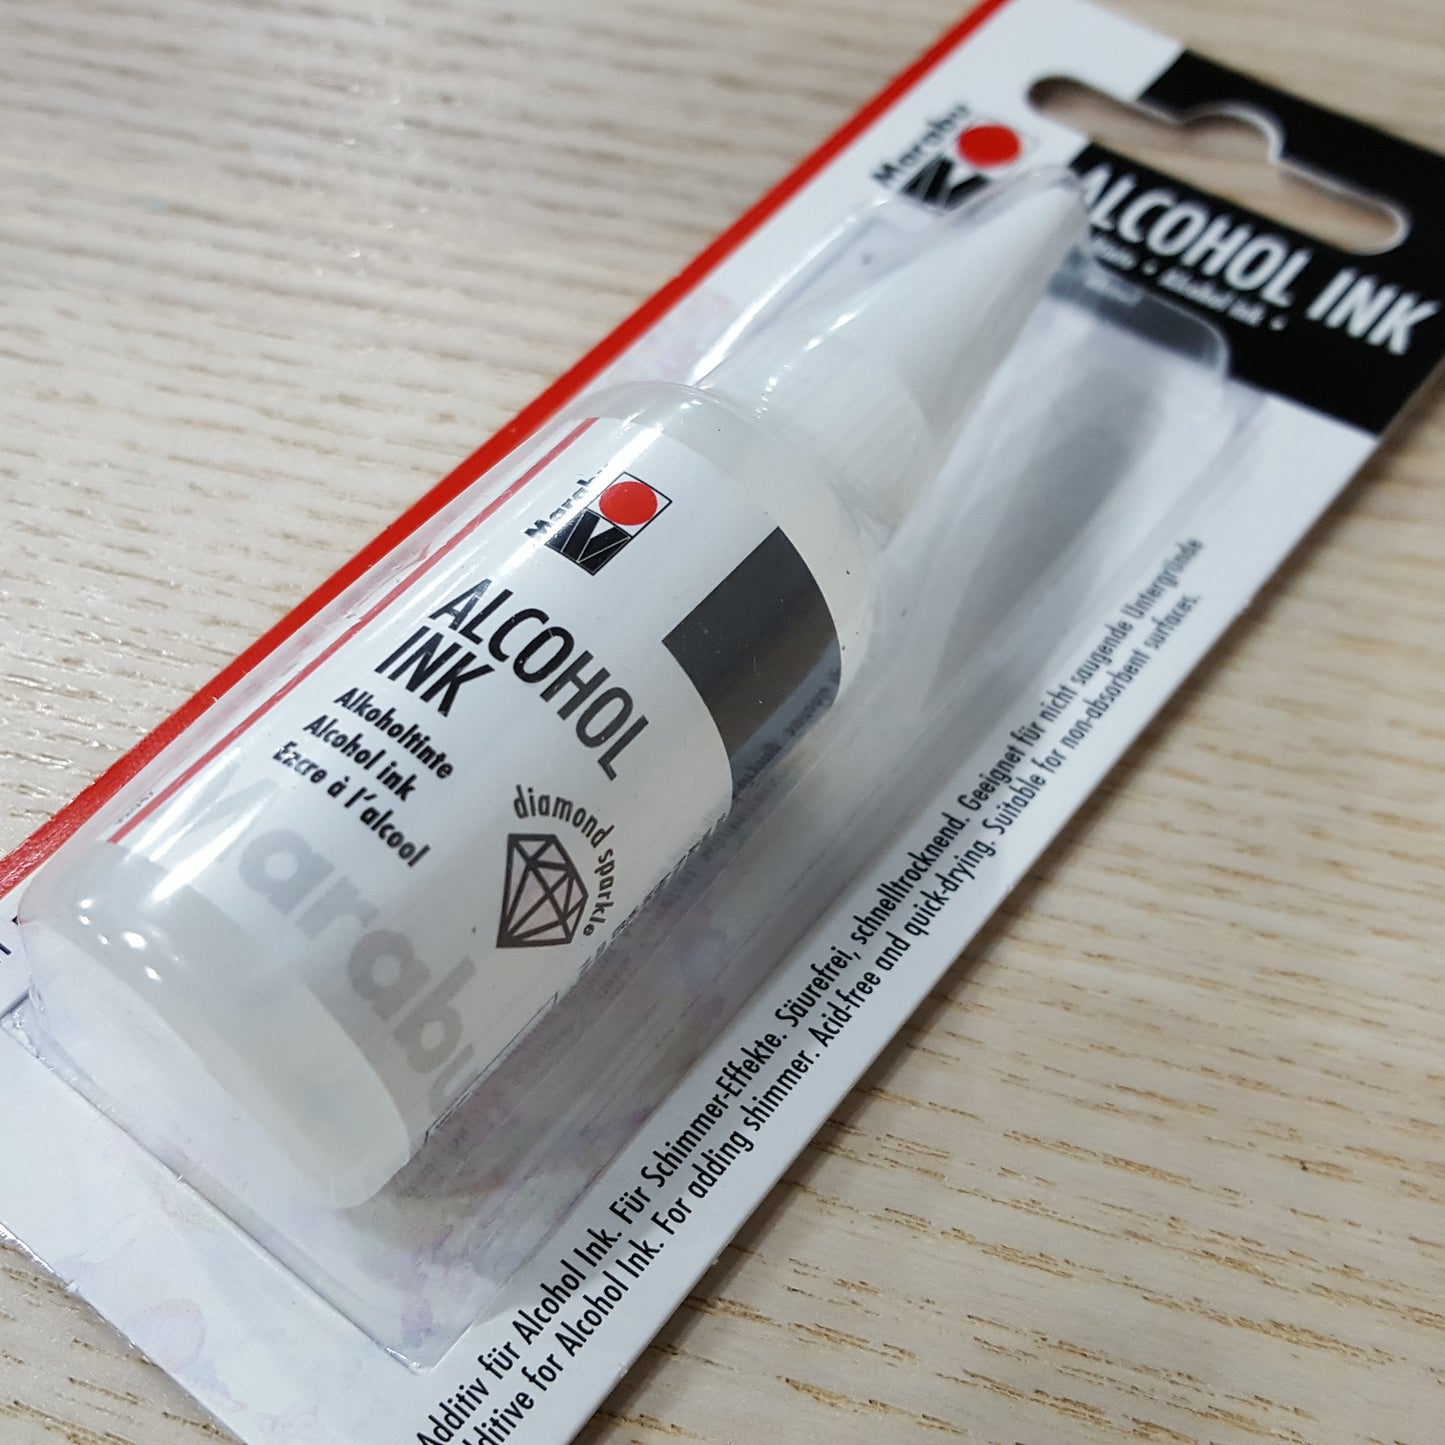 Marabu
ALCOHOL INK
Alcohol ink
Marabu
ALCOHOL
INK
Alkoholtinte
Alcohol ink
Encre à l'alcool
diamond sparkle
Marabu
Additiv für Alcohol Ink. Für Schimmer-Effekte. Säurefrei, schnelltrocknend. Geeignet für nicht saugende Untergründe
dditive for Alcohol Ink. For adding shimmer. Acid-free and quick-drying. Suitable for non-absorbent surfaces.